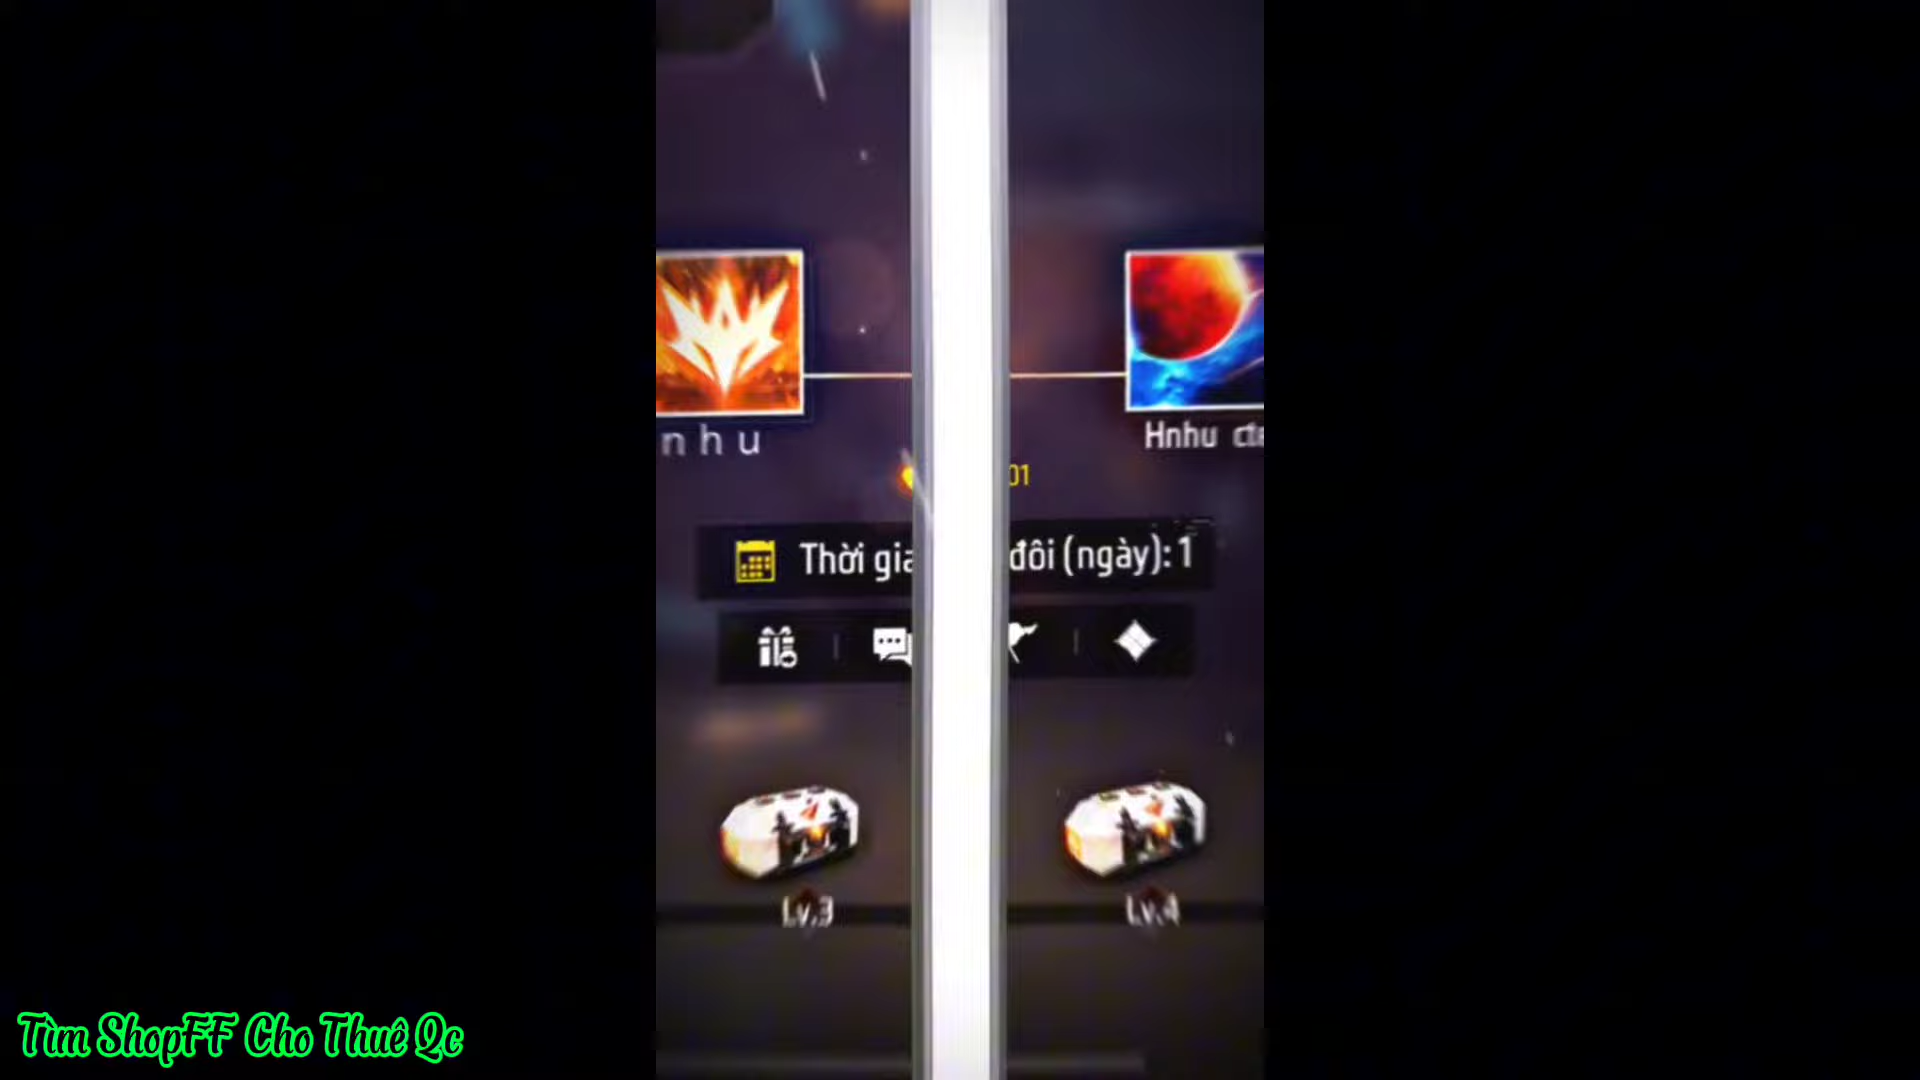 nhu
Hnhu
01
Thời gia đôi (ngày): 1
Lv.3
Lv.4
Tìm ShopFF Cho Thuê Qc